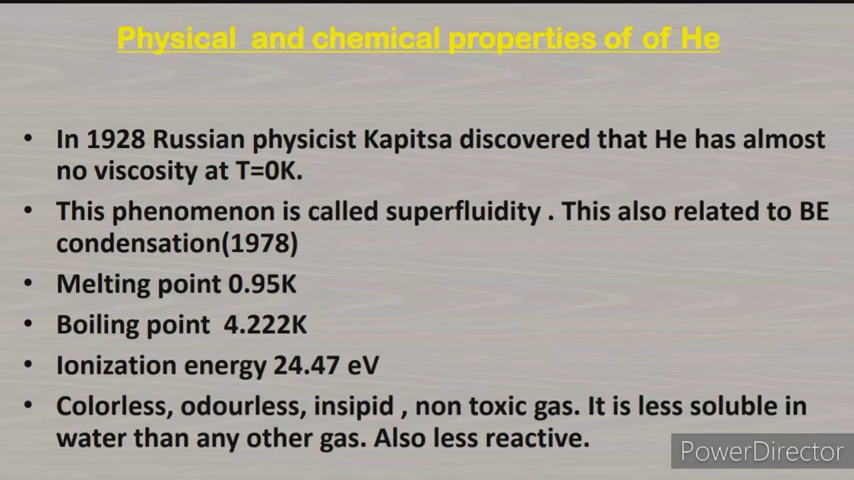 Physical and chemical properties of of He
• In 1928 Russian physicist Kapitsa discovered that He has almost
no viscosity at T=0K.
• This phenomenon is called superfluidity . This also related to BE
condensation(1978)
• Melting point 0.95K
• Boiling point 4.222K
• Ionization energy 24.47 eV
• Colorless, odourless, insipid , non toxic gas. It is less soluble in
water than any other gas. Also less reactive.
PowerDirector